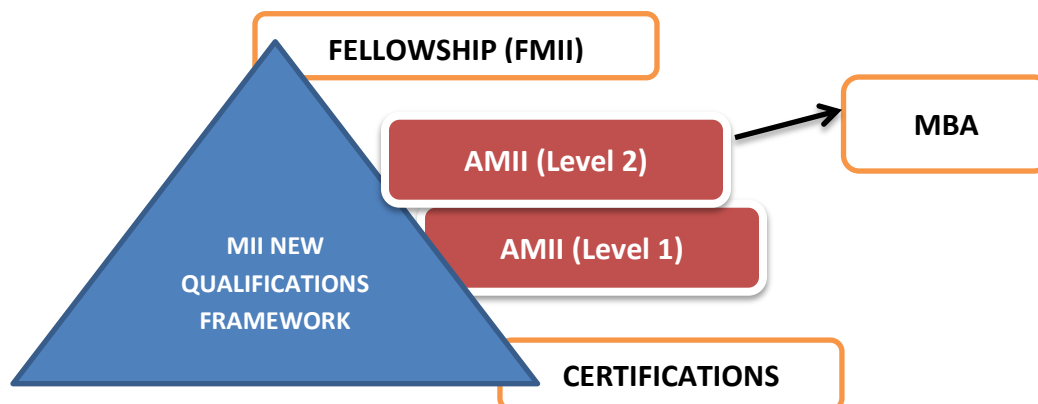 FELLOWSHIP (FMII)
MBA
AMII (Level 2)
AMII (Level 1)
MII NEW
QUALIFICATIONS
FRAMEWORK
CERTIFICATIONS